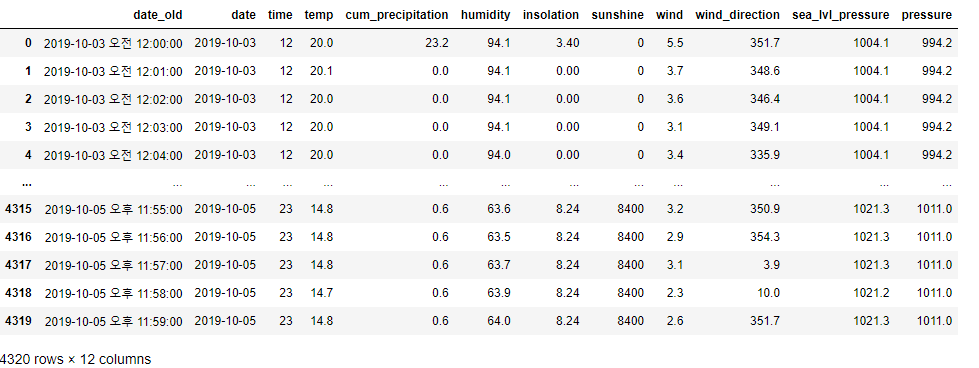 date_old date time temp cum_precipitation humidity insolation sunshine wind wind_direction sea_lvl_pressure pressure
0 2019-10-03 오전 12:00:00 2019-10-03 12 20.0 23.2 94.1 3.40 0 5.5 351.7 1004.1 994.2
1 2019-10-03 오전 12:01:00 2019-10-03 12 20.1 0.0 94.1 0.00 0 3.7 348.6 1004.1 994.2
2 2019-10-03 오전 12:02:00 2019-10-03 12 20.0 0.0 94.1 0.00 0 3.6 346.4 1004.1 994.2
3 2019-10-03 오전 12:03:00 2019-10-03 12 20.0 0.0 94.1 0.00 0 3.1 349.1 1004.1 994.2
4 2019-10-03 오전 12:04:00 2019-10-03 12 20.0 0.0 94.0 0.00 0 3.4 335.9 1004.1 994.2
... ... ... ... ... ... ... ... ... ... ... ... ...
4315 2019-10-05 오후 11:55:00 2019-10-05 23 14.8 0.6 63.6 8.24 8400 3.2 350.9 1021.3 1011.0
4316 2019-10-05 오후 11:56:00 2019-10-05 23 14.8 0.6 63.5 8.24 8400 2.9 354.3 1021.3 1011.0
4317 2019-10-05 오후 11:57:00 2019-10-05 23 14.8 0.6 63.7 8.24 8400 3.1 3.9 1021.3 1011.0
4318 2019-10-05 오후 11:58:00 2019-10-05 23 14.7 0.6 63.9 8.24 8400 2.3 10.0 1021.2 1011.0
4319 2019-10-05 오후 11:59:00 2019-10-05 23 14.8 0.6 64.0 8.24 8400 2.6 351.7 1021.3 1011.0
4320 rows × 12 columns